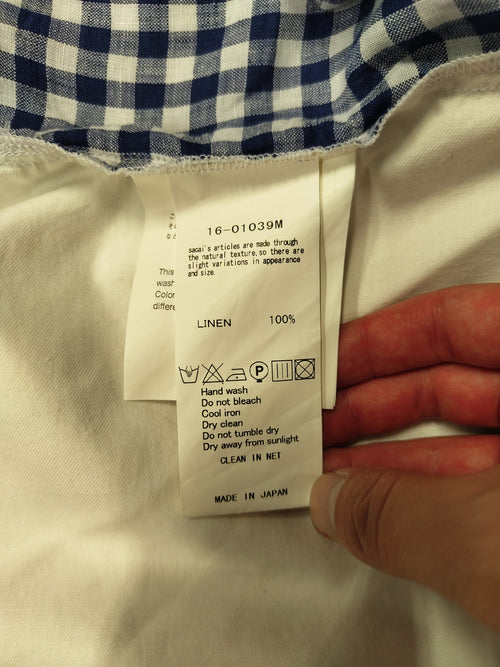 16-01039M
sacai's articles are made through
the natural texture, so there are
slight variations in appearance
and size.
LINEN 100%
P
Hand wash
Do not bleach
Cool iron
Dry clean
Do not tumble dry
Dry away from sunlight
CLEAN IN NET
MADE IN JAPAN
This
wash
Color
differe